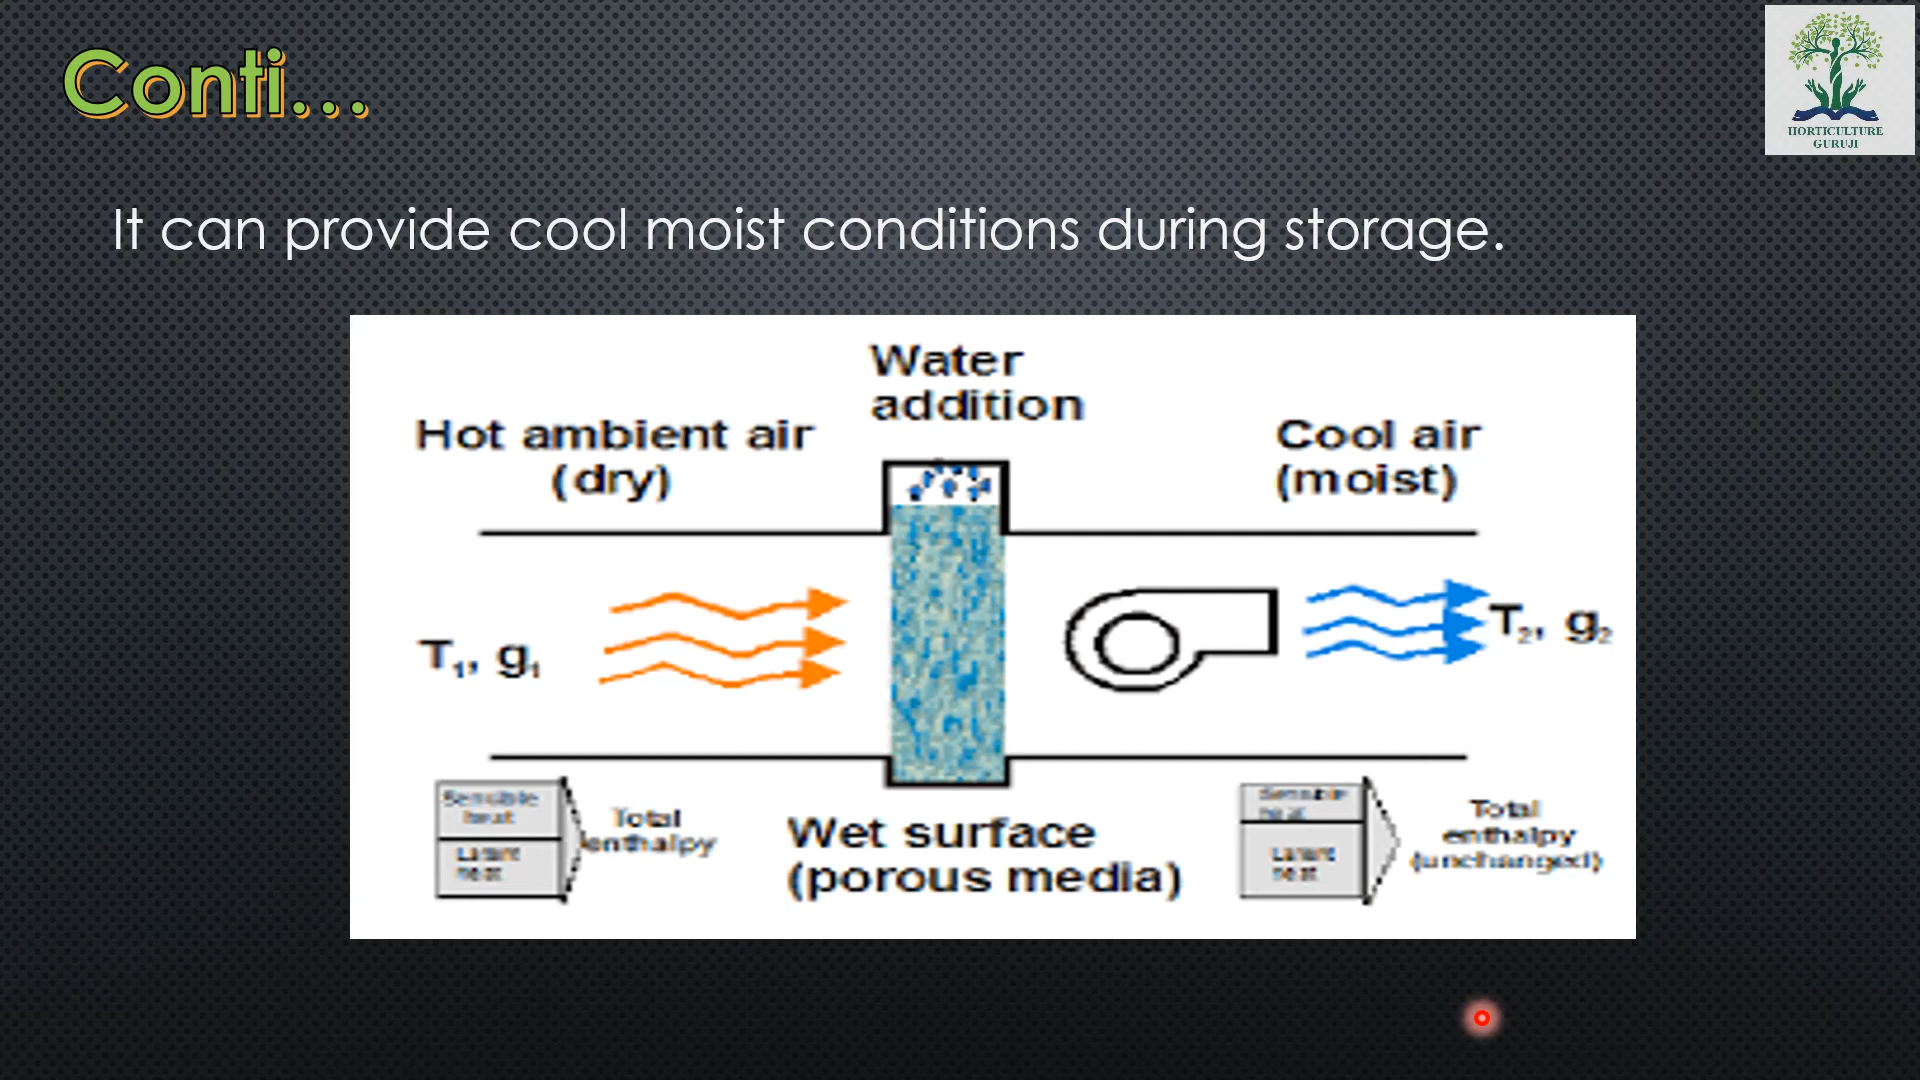 Conti...
HORTICULTURE
GURUJI
It can provide cool moist conditions during storage.
Water
addition
Hot ambient air
(dry)
Cool air
(moist)
T₁, g₁
T₂, g₂
Sensible
heat
Latent
heat
Total
enthalpy
Wet surface
(porous media)
Sensible
heat
Latent
heat
Total
enthalpy
(unchanged)